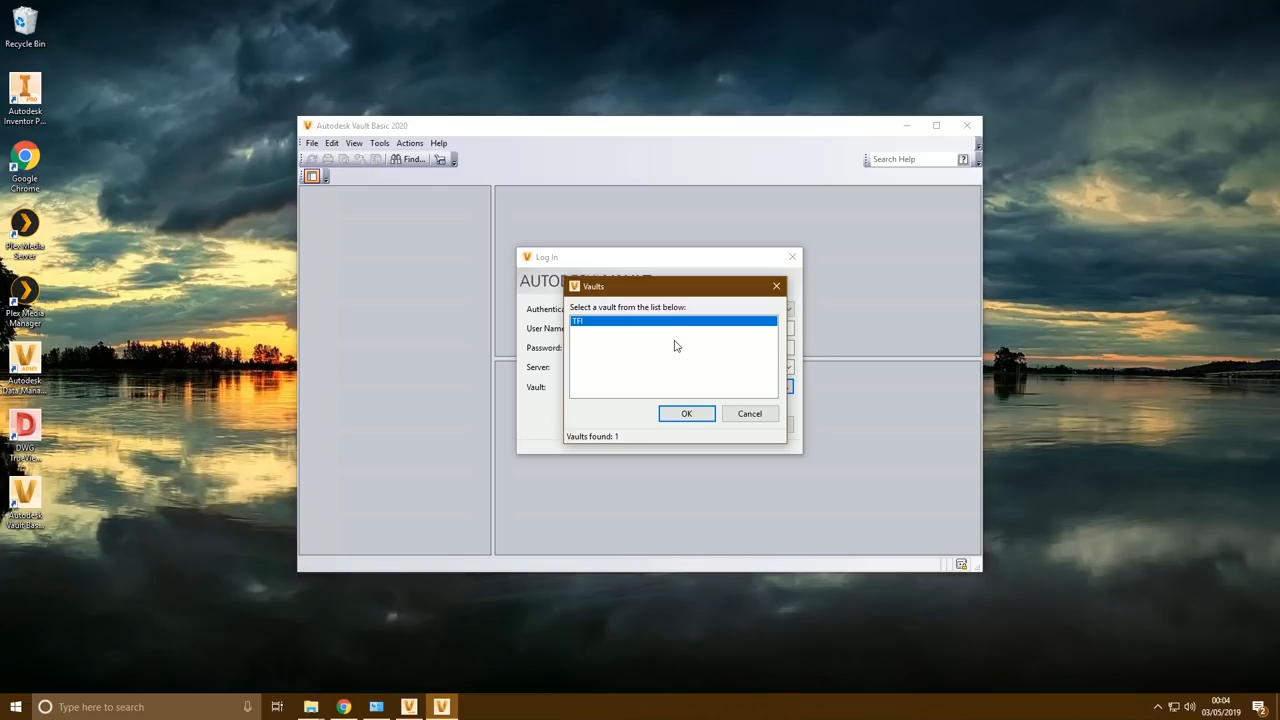 Recycle Bin
Autodesk
Inventor P...
Google
Chrome
Plex Media
Server
Plex Media
Manager
Autodesk
Data Mana...
DWG
TrueView...
Autodesk
Vault Bas...
Autodesk Vault Basic 2020
File Edit View Tools Actions Help
Find...
Search Help
Log In
Vaults
Select a vault from the list below:
TFI
User Name
Password:
Server:
Vault:
OK
Cancel
Vaults found: 1
Type here to search
00:04
03/05/2019
2